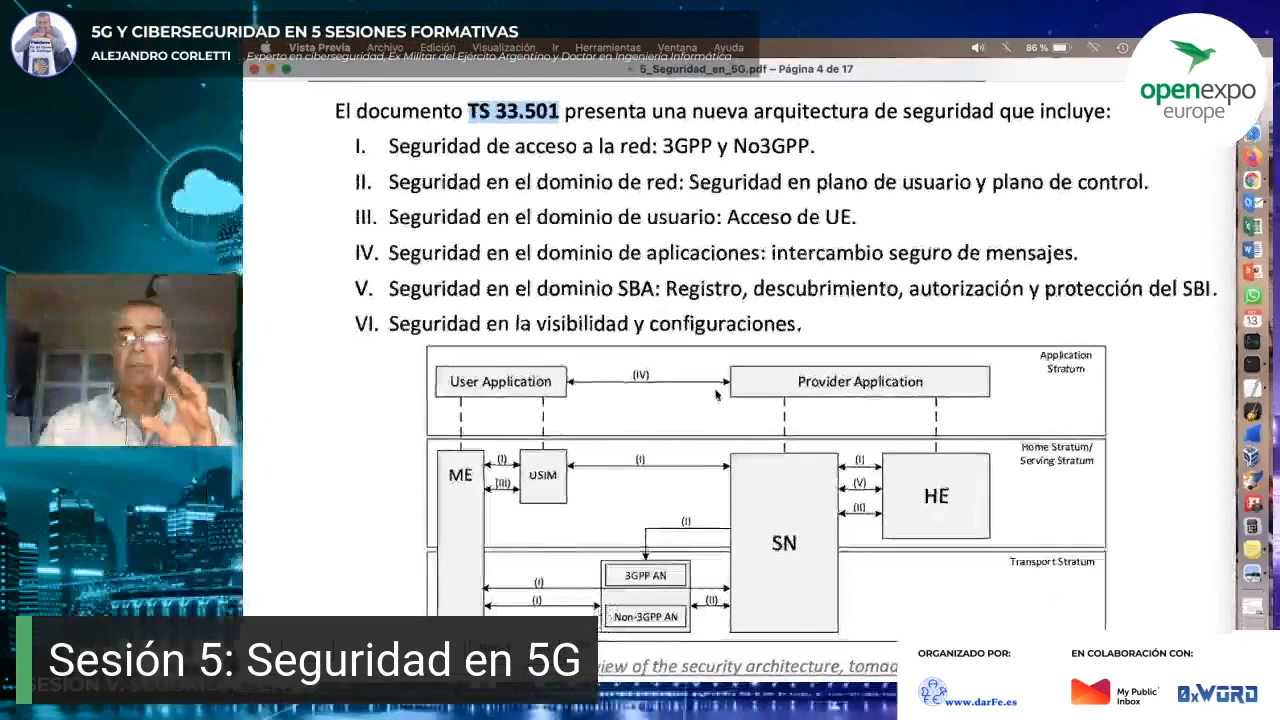 5G Y CIBERSEGURIDAD EN 5 SESIONES FORMATIVAS
ALEJANDRO CORLETTI Experto en ciberseguridad, Ex Militar del Ejército Argentino y Doctor en Ingeniería Informática
Vista Previa Archivo Edición Visualización Ir Herramientas Ventana Ayuda
86 %
5_Seguridad_en_5G.pdf – Página 4 de 17
openexpo
europe
El documento TS 33.501 presenta una nueva arquitectura de seguridad que incluye:
I. Seguridad de acceso a la red: 3GPP y No3GPP.
II. Seguridad en el dominio de red: Seguridad en plano de usuario y plano de control.
III. Seguridad en el dominio de usuario: Acceso de UE.
IV. Seguridad en el dominio de aplicaciones: intercambio seguro de mensajes.
V. Seguridad en el dominio SBA: Registro, descubrimiento, autorización y protección del SBI.
VI. Seguridad en la visibilidad y configuraciones.
Application
Stratum
User Application
(IV)
Provider Application
Home Stratum/
Serving Stratum
ME
(I)
(III)
USIM
(I)
SN
(I)
(V)
(II)
HE
(I)
Transport Stratum
3GPP AN
(I)
(I)
(II)
Non-3GPP AN
Sesión 5: Seguridad en 5G
view of the security architecture, tomad
SESIÓN V.
ORGANIZADO POR:
EN COLABORACIÓN CON:
www.darFe.es
My Public
Inbox
0xWORD